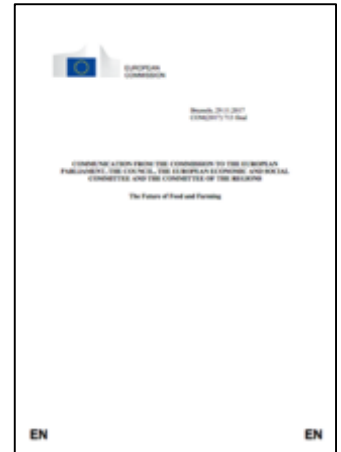 EUROPEAN
COMMISSION
Brussels, 29.11.2017
COM(2017) 713 final
COMMUNICATION FROM THE COMMISSION TO THE EUROPEAN
PARLIAMENT, THE COUNCIL, THE EUROPEAN ECONOMIC AND SOCIAL
COMMITTEE AND THE COMMITTEE OF THE REGIONS
The Future of Food and Farming
EN
EN